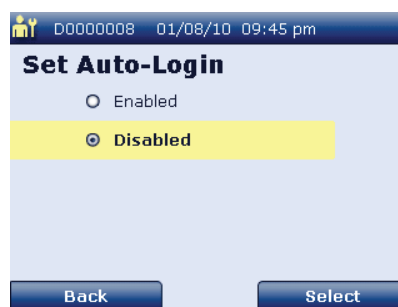 D0000008 01/08/10 09:45 pm
Set Auto-Login
Enabled
Disabled
Back Select